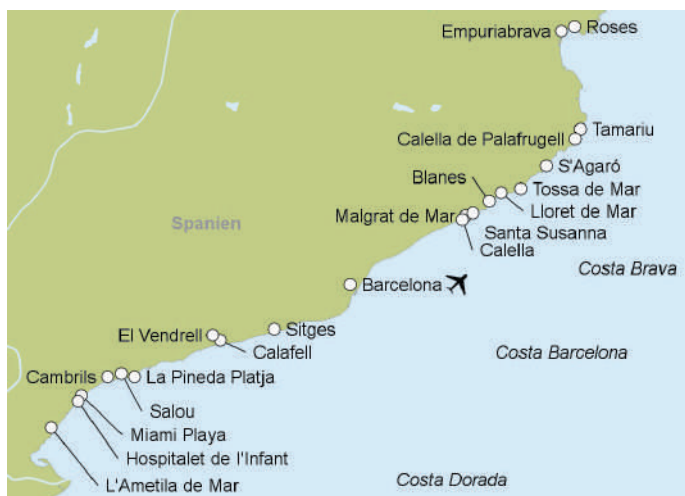 Empuriabrava
Roses
Tamariu
Calella de Palafrugell
S'Agaró
Blanes
Tossa de Mar
Lloret de Mar
Malgrat de Mar
Spanien
Santa Susanna
Calella
Costa Brava
Barcelona
Sitges
El Vendrell
Calafell
Costa Barcelona
Cambrils
La Pineda Platja
Salou
Miami Playa
Hospitalet de l'Infant
L'Ametila de Mar
Costa Dorada